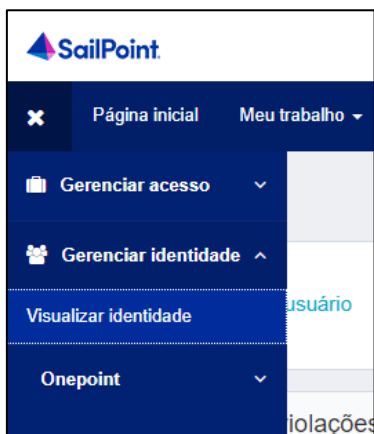 SailPoint
Página inicial Meu trabalho
Gerenciar acesso
Gerenciar identidade
Visualizar identidade
usuário
Onepoint
iolações